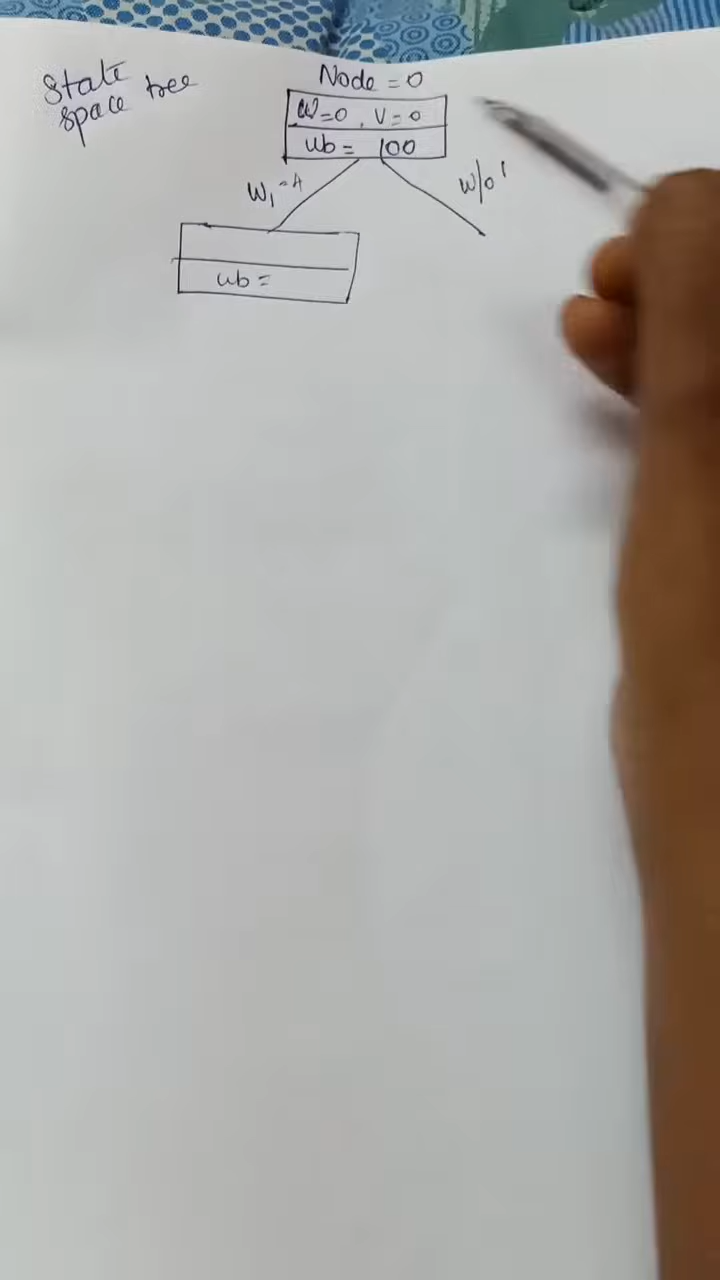 State
space tree
Node = 0
W=0, V=0
ub= 100
W₁=4
w/o 1
ub=